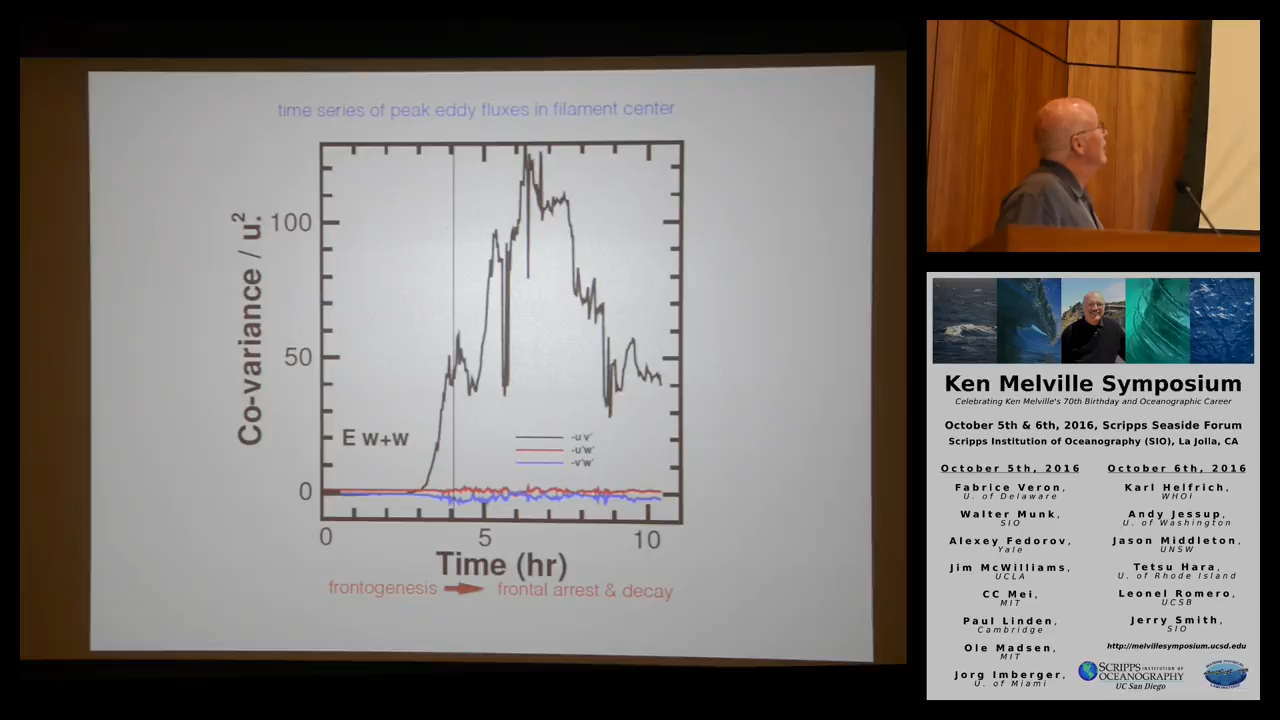 time series of peak eddy fluxes in filament center
Co-variance / u²*
100
50
0
E w+w
-u'v'
-u'w'
-v'w'
0 5 10
Time (hr)
frontogenesis frontal arrest & decay
Ken Melville Symposium
Celebrating Ken Melville's 70th Birthday and Oceanographic Career
October 5th & 6th, 2016, Scripps Seaside Forum
Scripps Institution of Oceanography (SIO), La Jolla, CA
October 5th, 2016
Fabrice Veron,
U. of Delaware
Walter Munk,
SIO
Alexey Fedorov,
Yale
Jim McWilliams,
UCLA
CC Mei,
MIT
Paul Linden,
Cambridge
Ole Madsen,
MIT
Jorg Imberger,
U. of Miami
October 6th, 2016
Karl Helfrich,
WHOI
Andy Jessup,
U. of Washington
Jason Middleton,
UNSW
Tetsu Hara,
U. of Rhode Island
Leonel Romero,
UCSB
Jerry Smith,
SIO
http://melvillesymposium.ucsd.edu
SCRIPPS INSTITUTION OF
OCEANOGRAPHY
UC San Diego